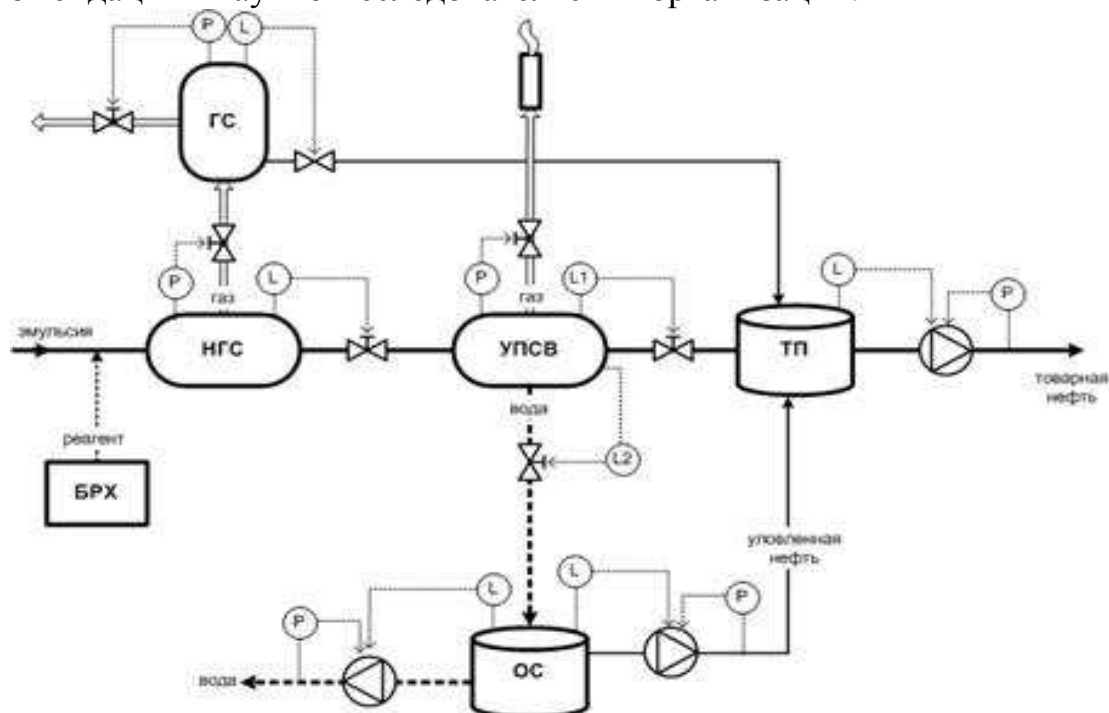 P
L
ГС
P
газ
L
P
газ
L1
L
P
эмульсия
НГС
УПСВ
ТП
вода
товарная
нефть
реагент
L2
БРХ
уловленная
нефть
P
L
L
P
ОС
вода